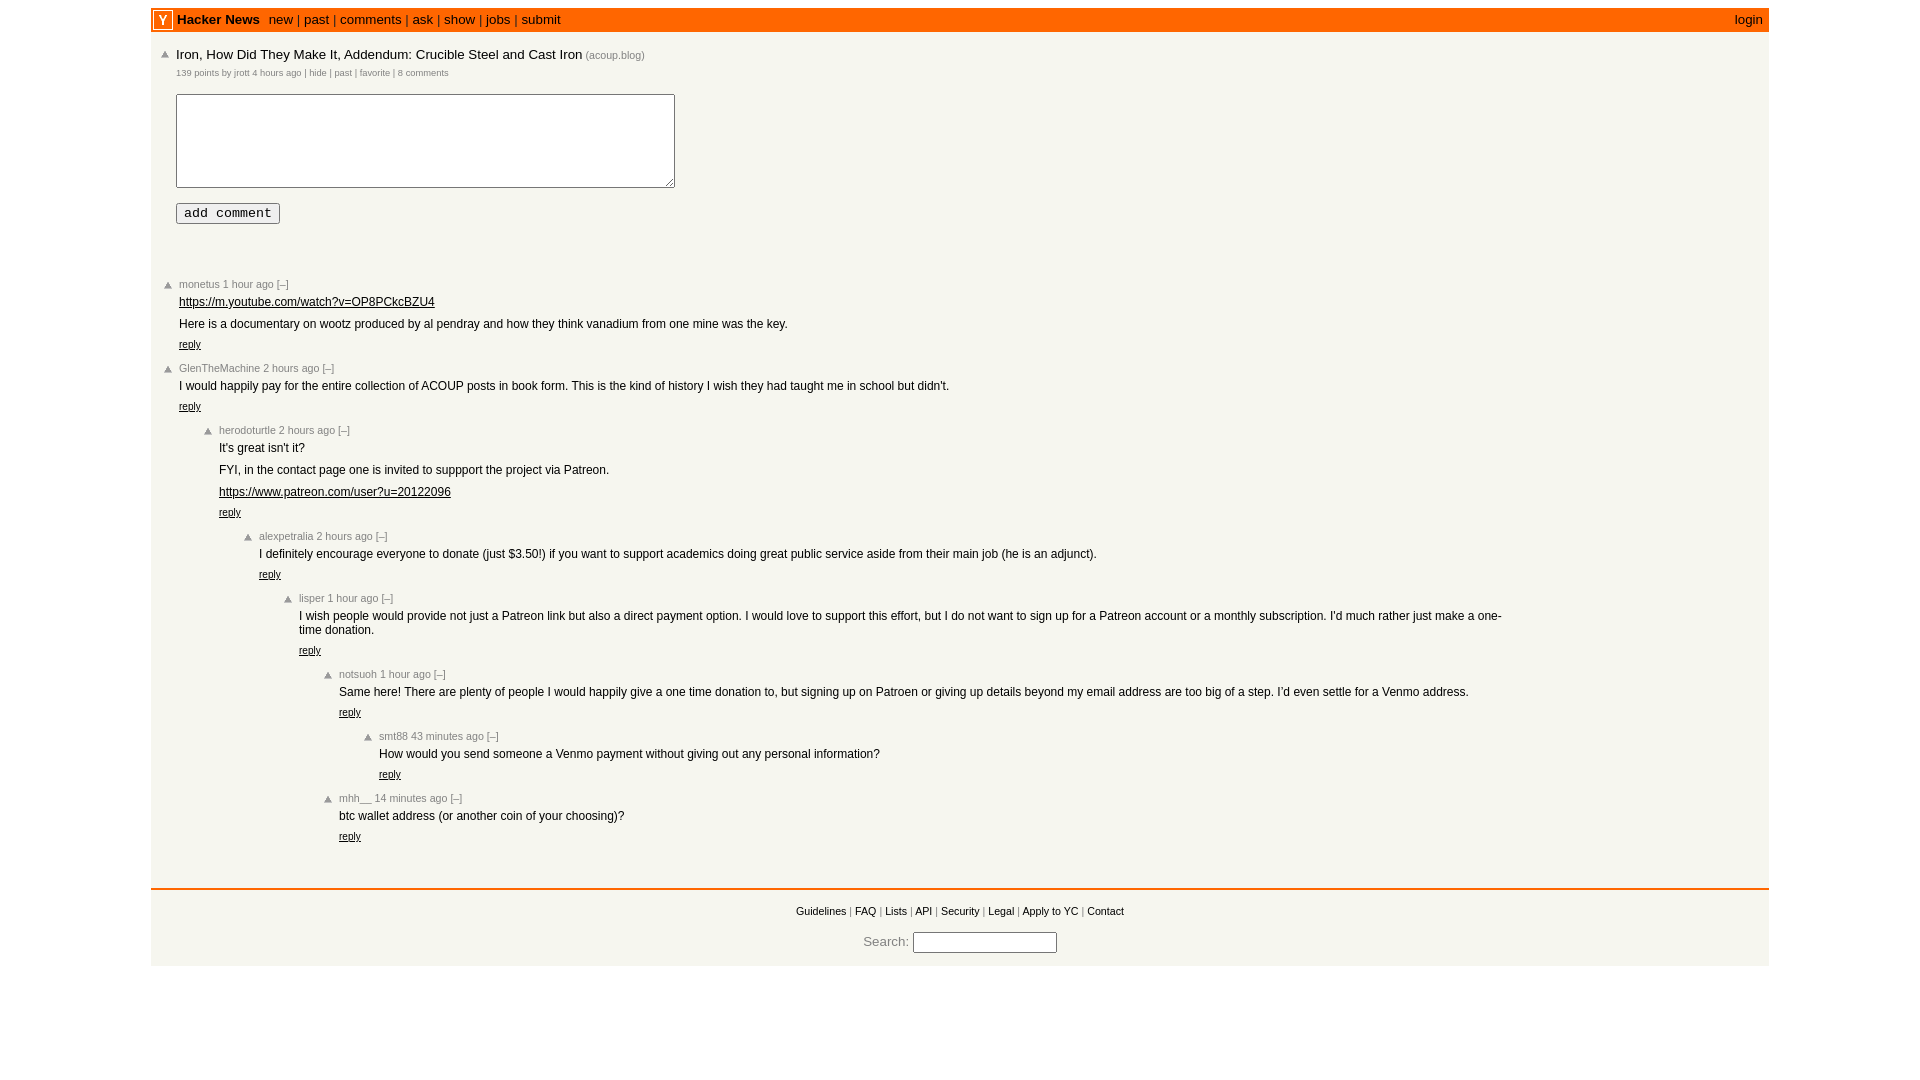 Y Hacker News new | past | comments | ask | show | jobs | submit login
Iron, How Did They Make It, Addendum: Crucible Steel and Cast Iron (acoup.blog)
139 points by jrott 4 hours ago | hide | past | favorite | 8 comments
add comment
monetus 1 hour ago [–]
https://m.youtube.com/watch?v=OP8PCkcBZU4
Here is a documentary on wootz produced by al pendray and how they think vanadium from one mine was the key.
reply
GlenTheMachine 2 hours ago [–]
I would happily pay for the entire collection of ACOUP posts in book form. This is the kind of history I wish they had taught me in school but didn't.
reply
herodoturtle 2 hours ago [–]
It's great isn't it?
FYI, in the contact page one is invited to suppport the project via Patreon.
https://www.patreon.com/user?u=20122096
reply
alexpetralia 2 hours ago [–]
I definitely encourage everyone to donate (just $3.50!) if you want to support academics doing great public service aside from their main job (he is an adjunct).
reply
lisper 1 hour ago [–]
I wish people would provide not just a Patreon link but also a direct payment option. I would love to support this effort, but I do not want to sign up for a Patreon account or a monthly subscription. I'd much rather just make a one-
time donation.
reply
notsuoh 1 hour ago [–]
Same here! There are plenty of people I would happily give a one time donation to, but signing up on Patroen or giving up details beyond my email address are too big of a step. I’d even settle for a Venmo address.
reply
smt88 43 minutes ago [–]
How would you send someone a Venmo payment without giving out any personal information?
reply
mhh__ 14 minutes ago [–]
btc wallet address (or another coin of your choosing)?
reply
Guidelines | FAQ | Lists | API | Security | Legal | Apply to YC | Contact
Search: